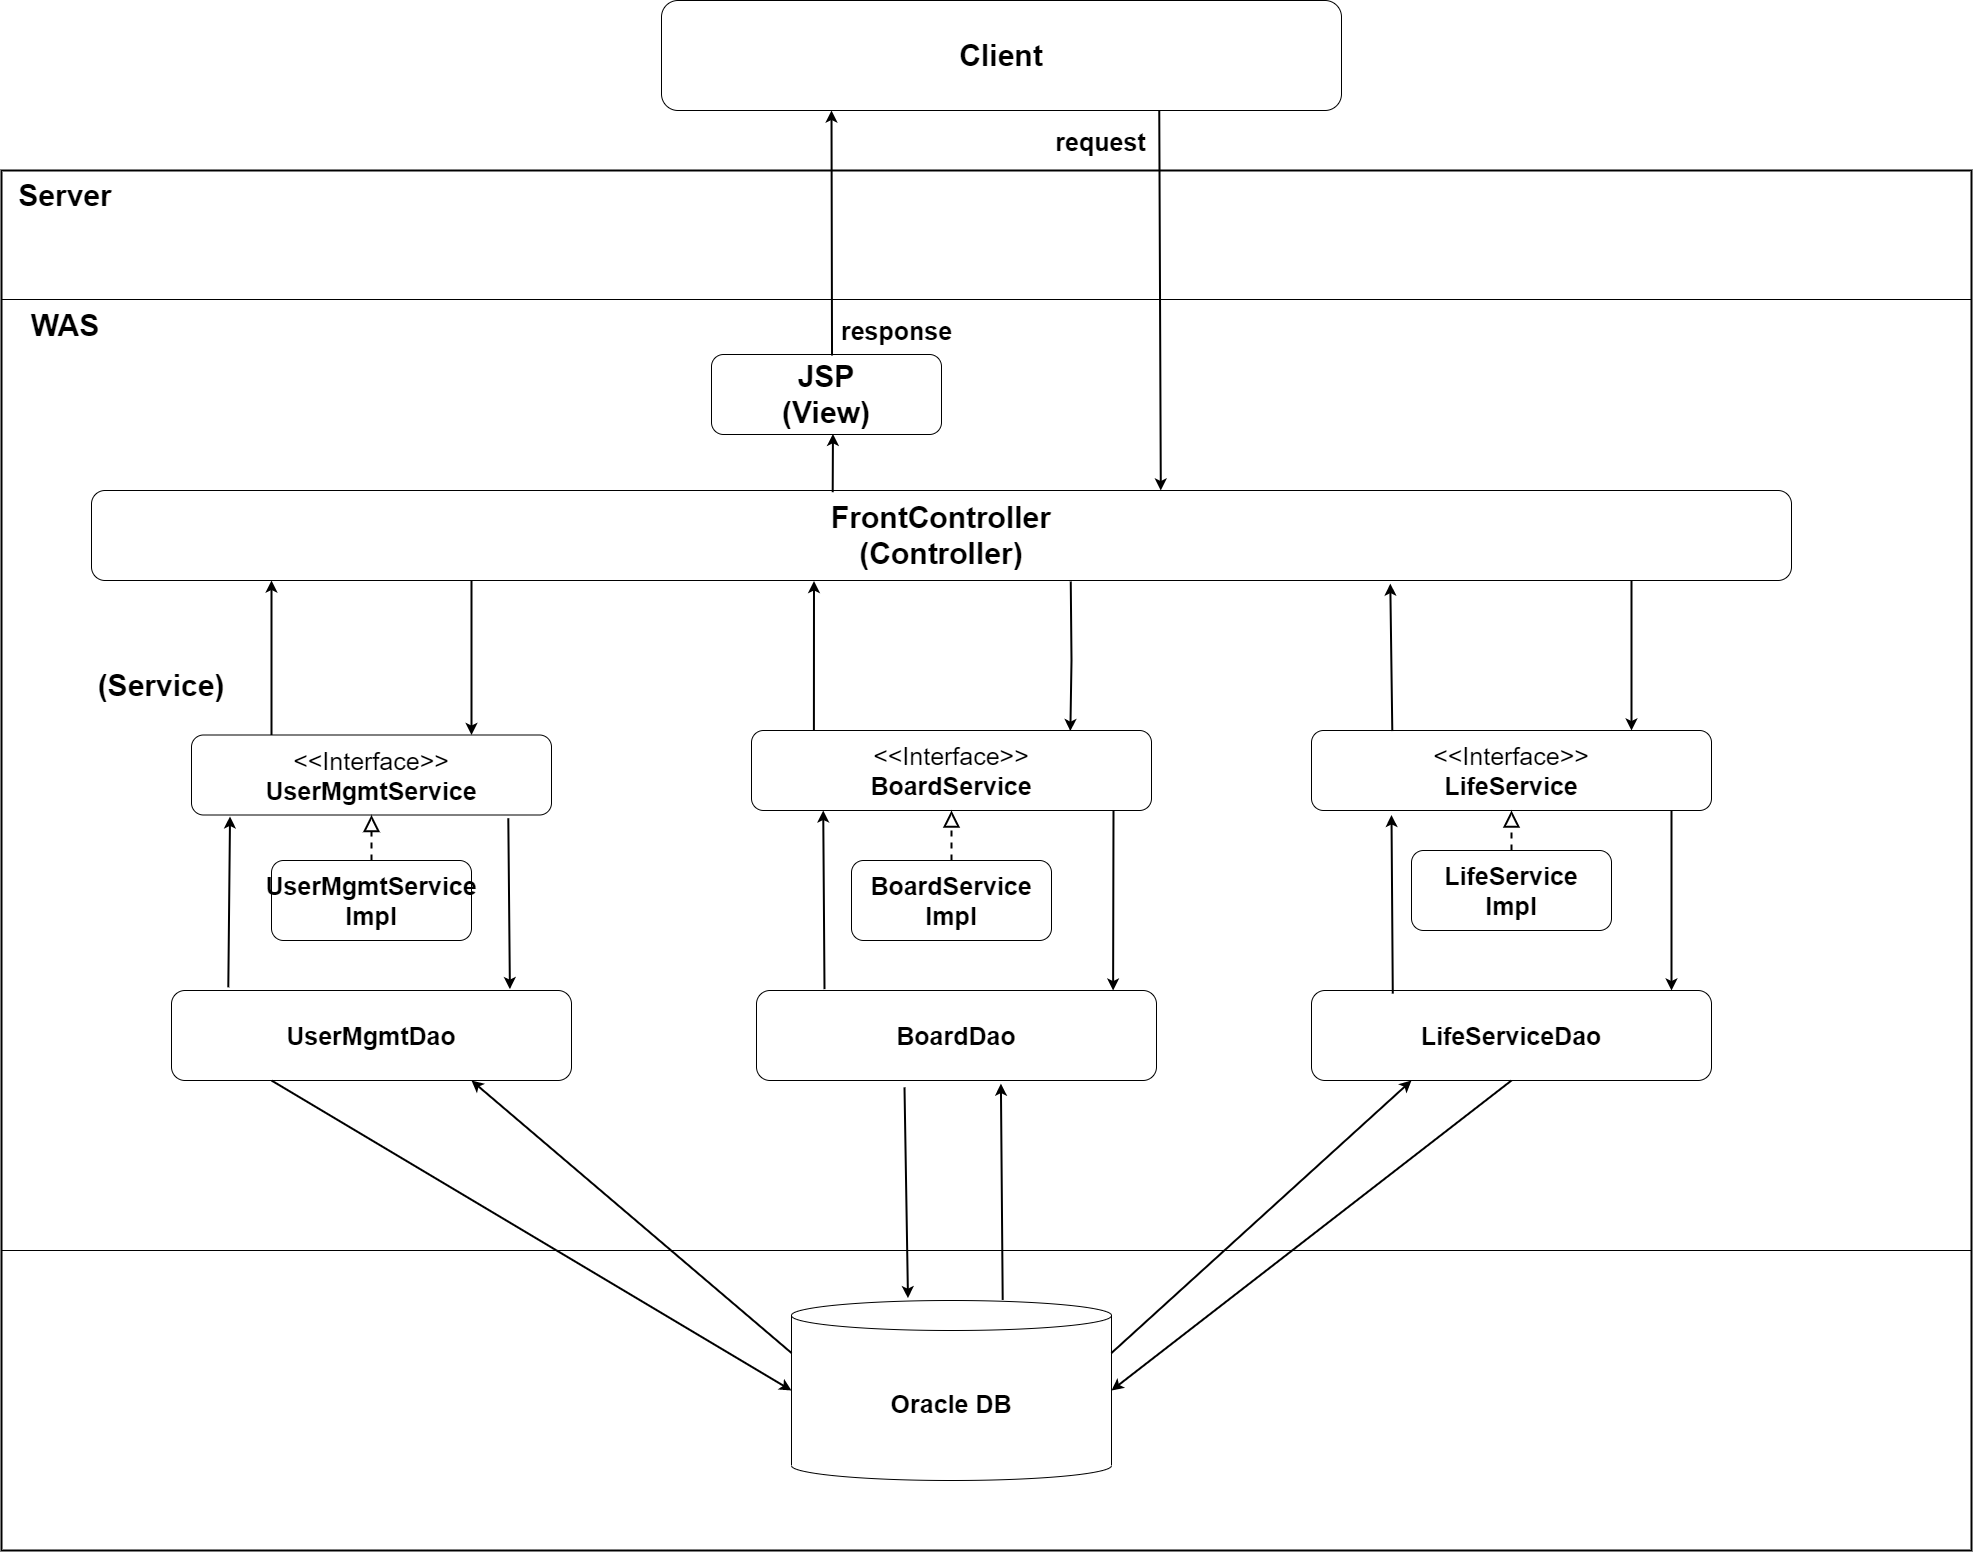 Client
request
Server
WAS
response
JSP
(View)
FrontController
(Controller)
(Service)
<<Interface>>
UserMgmtService
<<Interface>>
BoardService
<<Interface>>
LifeService
UserMgmtService
Impl
BoardService
Impl
LifeService
Impl
UserMgmtDao
BoardDao
LifeServiceDao
Oracle DB